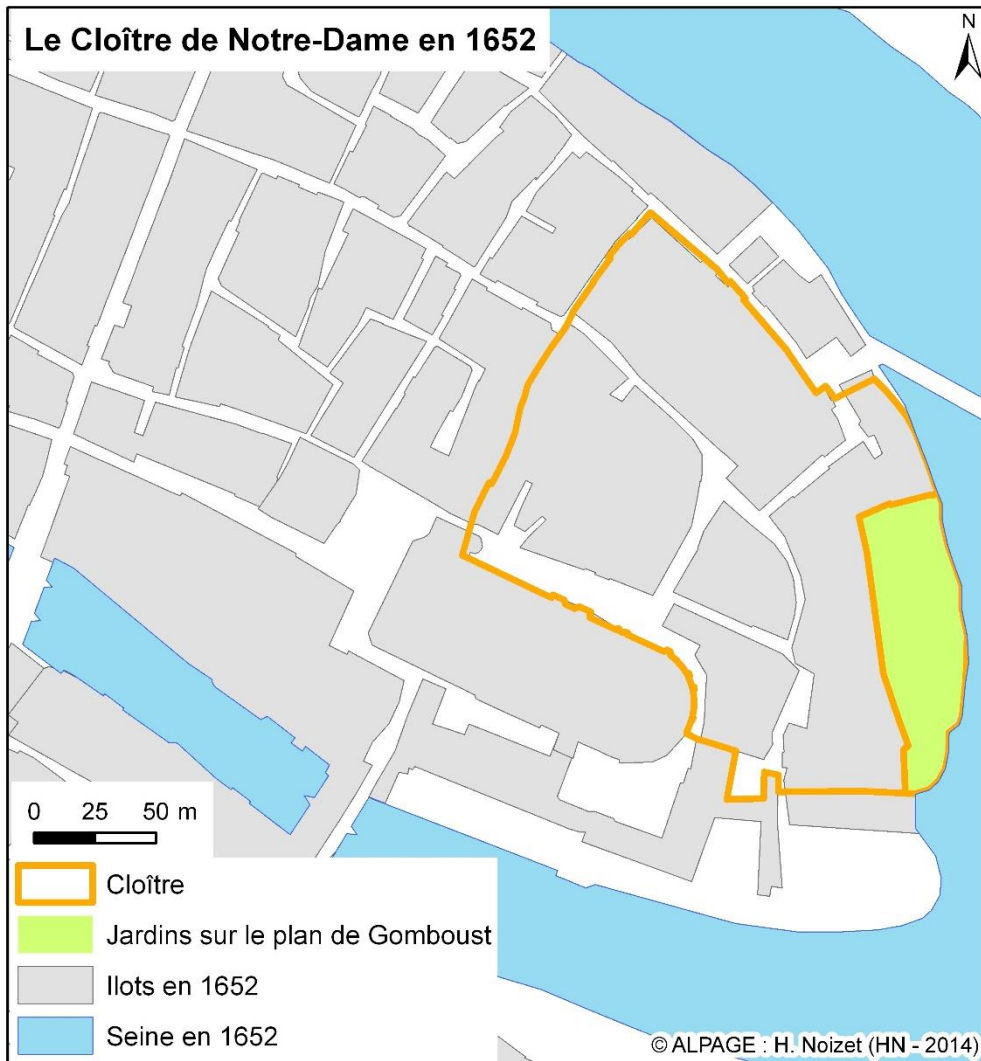 Le Cloître de Notre-Dame en 1652
N
0 25 50 m
Cloître
Jardins sur le plan de Gomboust
Ilots en 1652
Seine en 1652
© ALPAGE : H. Noizet (HN - 2014)